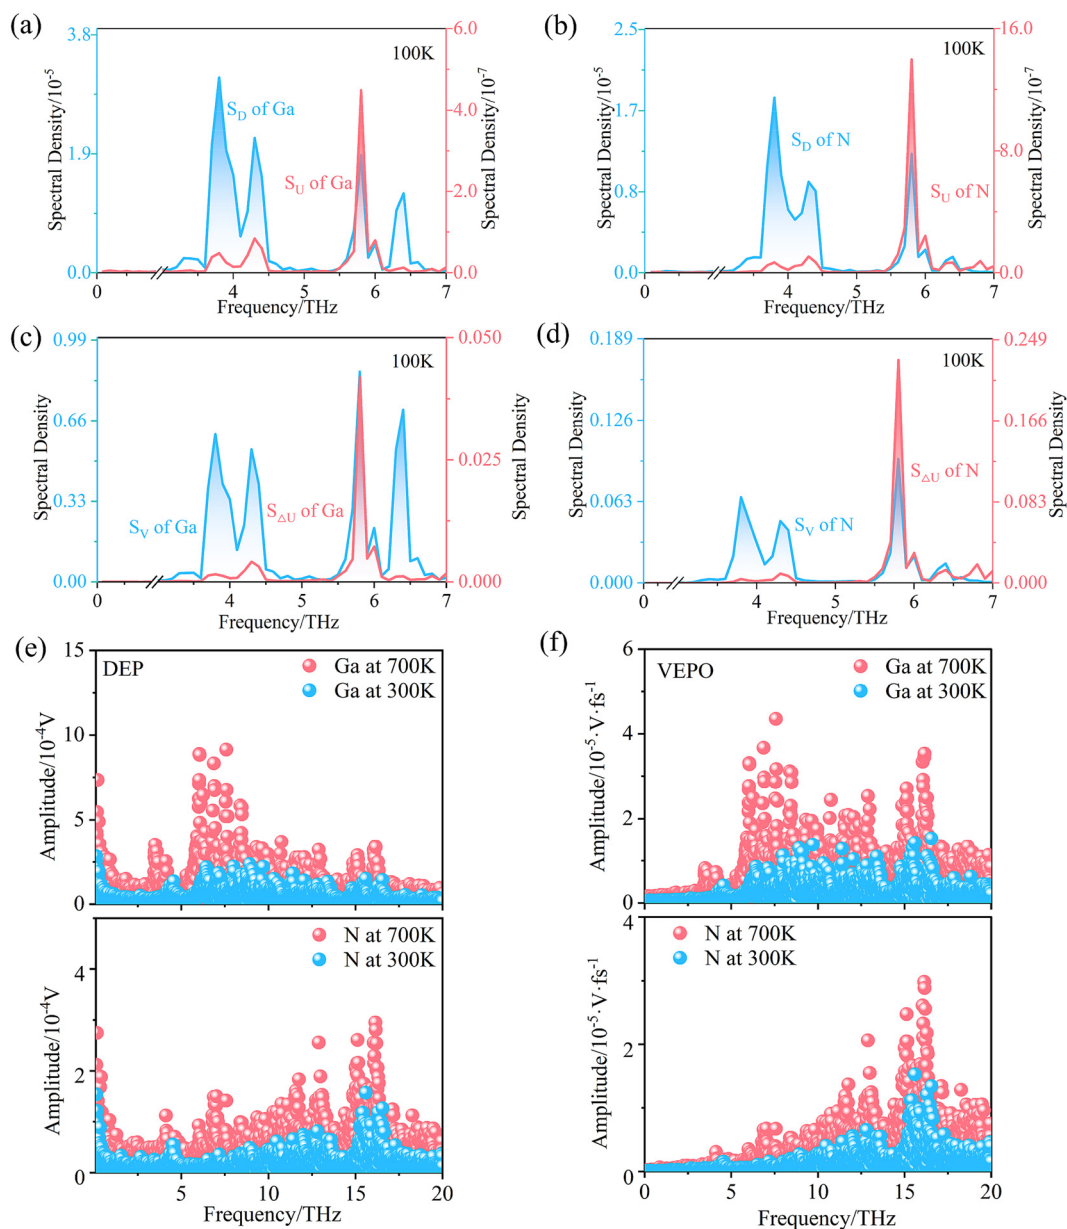 (a)
3.8
1.9
0.0
Spectral Density/10⁻⁵
100K
S_D of Ga
S_U of Ga
6.0
4.0
2.0
0.0
Spectral Density/10⁻⁷
0 4 5 6 7
Frequency/THz
(b)
2.5
1.7
0.8
0.0
Spectral Density/10⁻⁵
100K
S_D of N
S_U of N
16.0
8.0
0.0
Spectral Density/10⁻⁷
0 4 5 6 7
Frequency/THz
(c)
0.99
0.66
0.33
0.00
Spectral Density
100K
S_V of Ga
S_△U of Ga
0.050
0.025
0.000
Spectral Density
0 4 5 6 7
Frequency/THz
(d)
0.189
0.126
0.063
0.000
Spectral Density
100K
S_△U of N
S_V of N
0.249
0.166
0.083
0.000
Spectral Density
0 4 5 6 7
Frequency/THz
(e)
DEP
Ga at 700K
Ga at 300K
15
10
5
0
Amplitude/10⁻⁴V
N at 700K
N at 300K
4
2
0
Amplitude/10⁻⁴V
5 10 15 20
Frequency/THz
(f)
VEPO
Ga at 700K
Ga at 300K
6
4
2
0
Amplitude/10⁻⁵·V·fs⁻¹
N at 700K
N at 300K
4
2
0
Amplitude/10⁻⁵·V·fs⁻¹
0 5 10 15 20
Frequency/THz